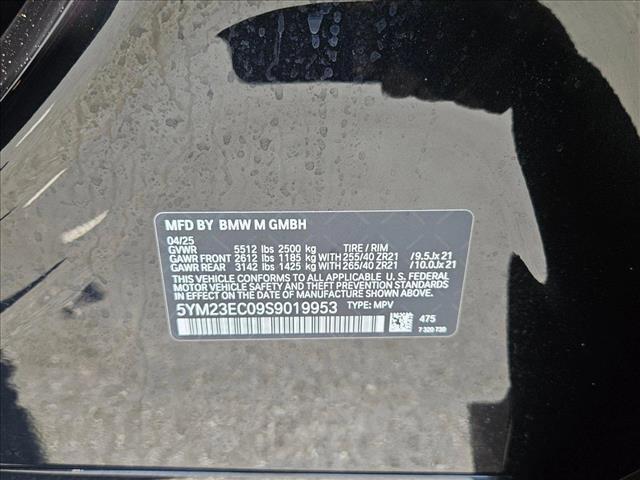 MFD BY BMW M GMBH
04/25
GVWR 5512 lbs 2500 kg TIRE / RIM
GAWR FRONT 2612 lbs 1185 kg WITH 255/40 ZR21 /9.5Jx21
GAWR REAR 3142 lbs 1425 kg WITH 265/40 ZR21 /10.0Jx21
THIS VEHICLE CONFORMS TO ALL APPLICABLE U.S. FEDERAL
MOTOR VEHICLE SAFETY AND THEFT PREVENTION STANDARDS
IN EFFECT ON THE DATE OF MANUFACTURE SHOWN ABOVE.
5YM23EC09S9019953 TYPE: MPV
475
7 320 739